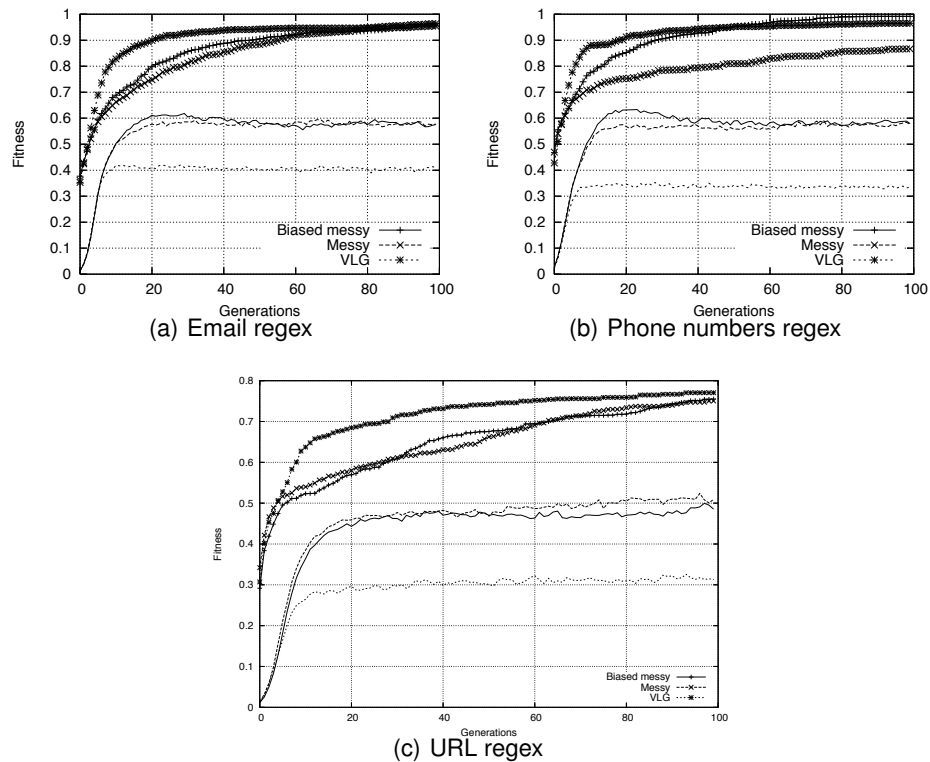 1
0.9
0.8
0.7
0.6
0.5
0.4
0.3
0.2
0.1
0
Fitness
Biased messy
Messy
VLG
0 20 40 60 80 100
Generations
(a) Email regex
1
0.9
0.8
0.7
0.6
0.5
0.4
0.3
0.2
0.1
0
Fitness
Biased messy
Messy
VLG
0 20 40 60 80 100
Generations
(b) Phone numbers regex
0.8
0.7
0.6
0.5
0.4
0.3
0.2
0.1
0
Fitness
Biased messy
Messy
VLG
0 20 40 60 80 100
Generations
(c) URL regex